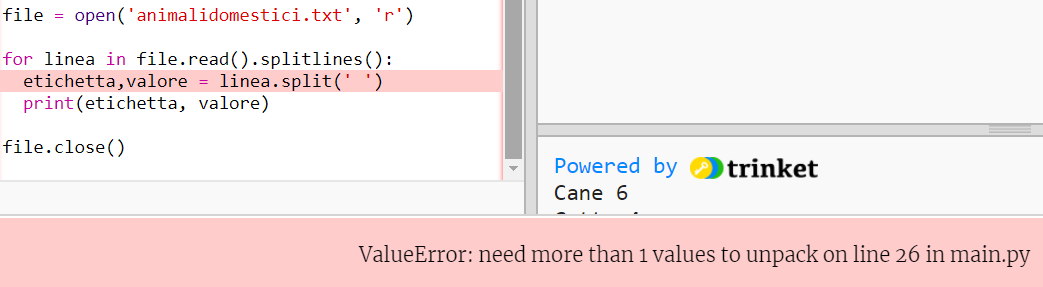 file = open('animalidomestici.txt', 'r')
for linea in file.read().splitlines():
etichetta,valore = linea.split(' ')
print(etichetta, valore)
file.close()
Powered by trinket
Cane 6
ValueError: need more than 1 values to unpack on line 26 in main.py